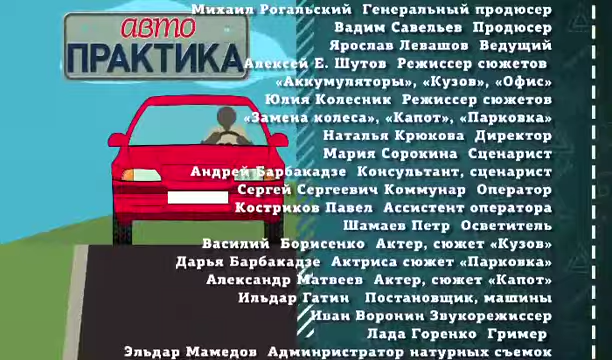 авто
ПРАКТИКА
Михаил Рогальский Генеральный продюсер
Вадим Савельев Продюсер
Ярослав Левашов Ведущий
Алексей Е. Шутов Режиссер сюжетов
«Аккумуляторы», «Кузов», «Офис»
Юлия Колесник Режиссер сюжетов
«Замена колеса», «Капот», «Парковка»
Наталья Крюкова Директор
Мария Сорокина Сценарист
Андрей Барбакадзе Консультант, сценарист
Сергей Сергеевич Коммунар Оператор
Костриков Павел Ассистент оператора
Шамаев Петр Осветитель
Василий Борисенко Актер, сюжет «Кузов»
Дарья Барбакадзе Актриса сюжет «Парковка»
Александр Матвеев Актер, сюжет «Капот»
Ильдар Гатин Постановщик, машины
Иван Воронин Звукорежиссер
Лада Горенко Гример
Эльдар Мамедов Админристратор натурных съемок